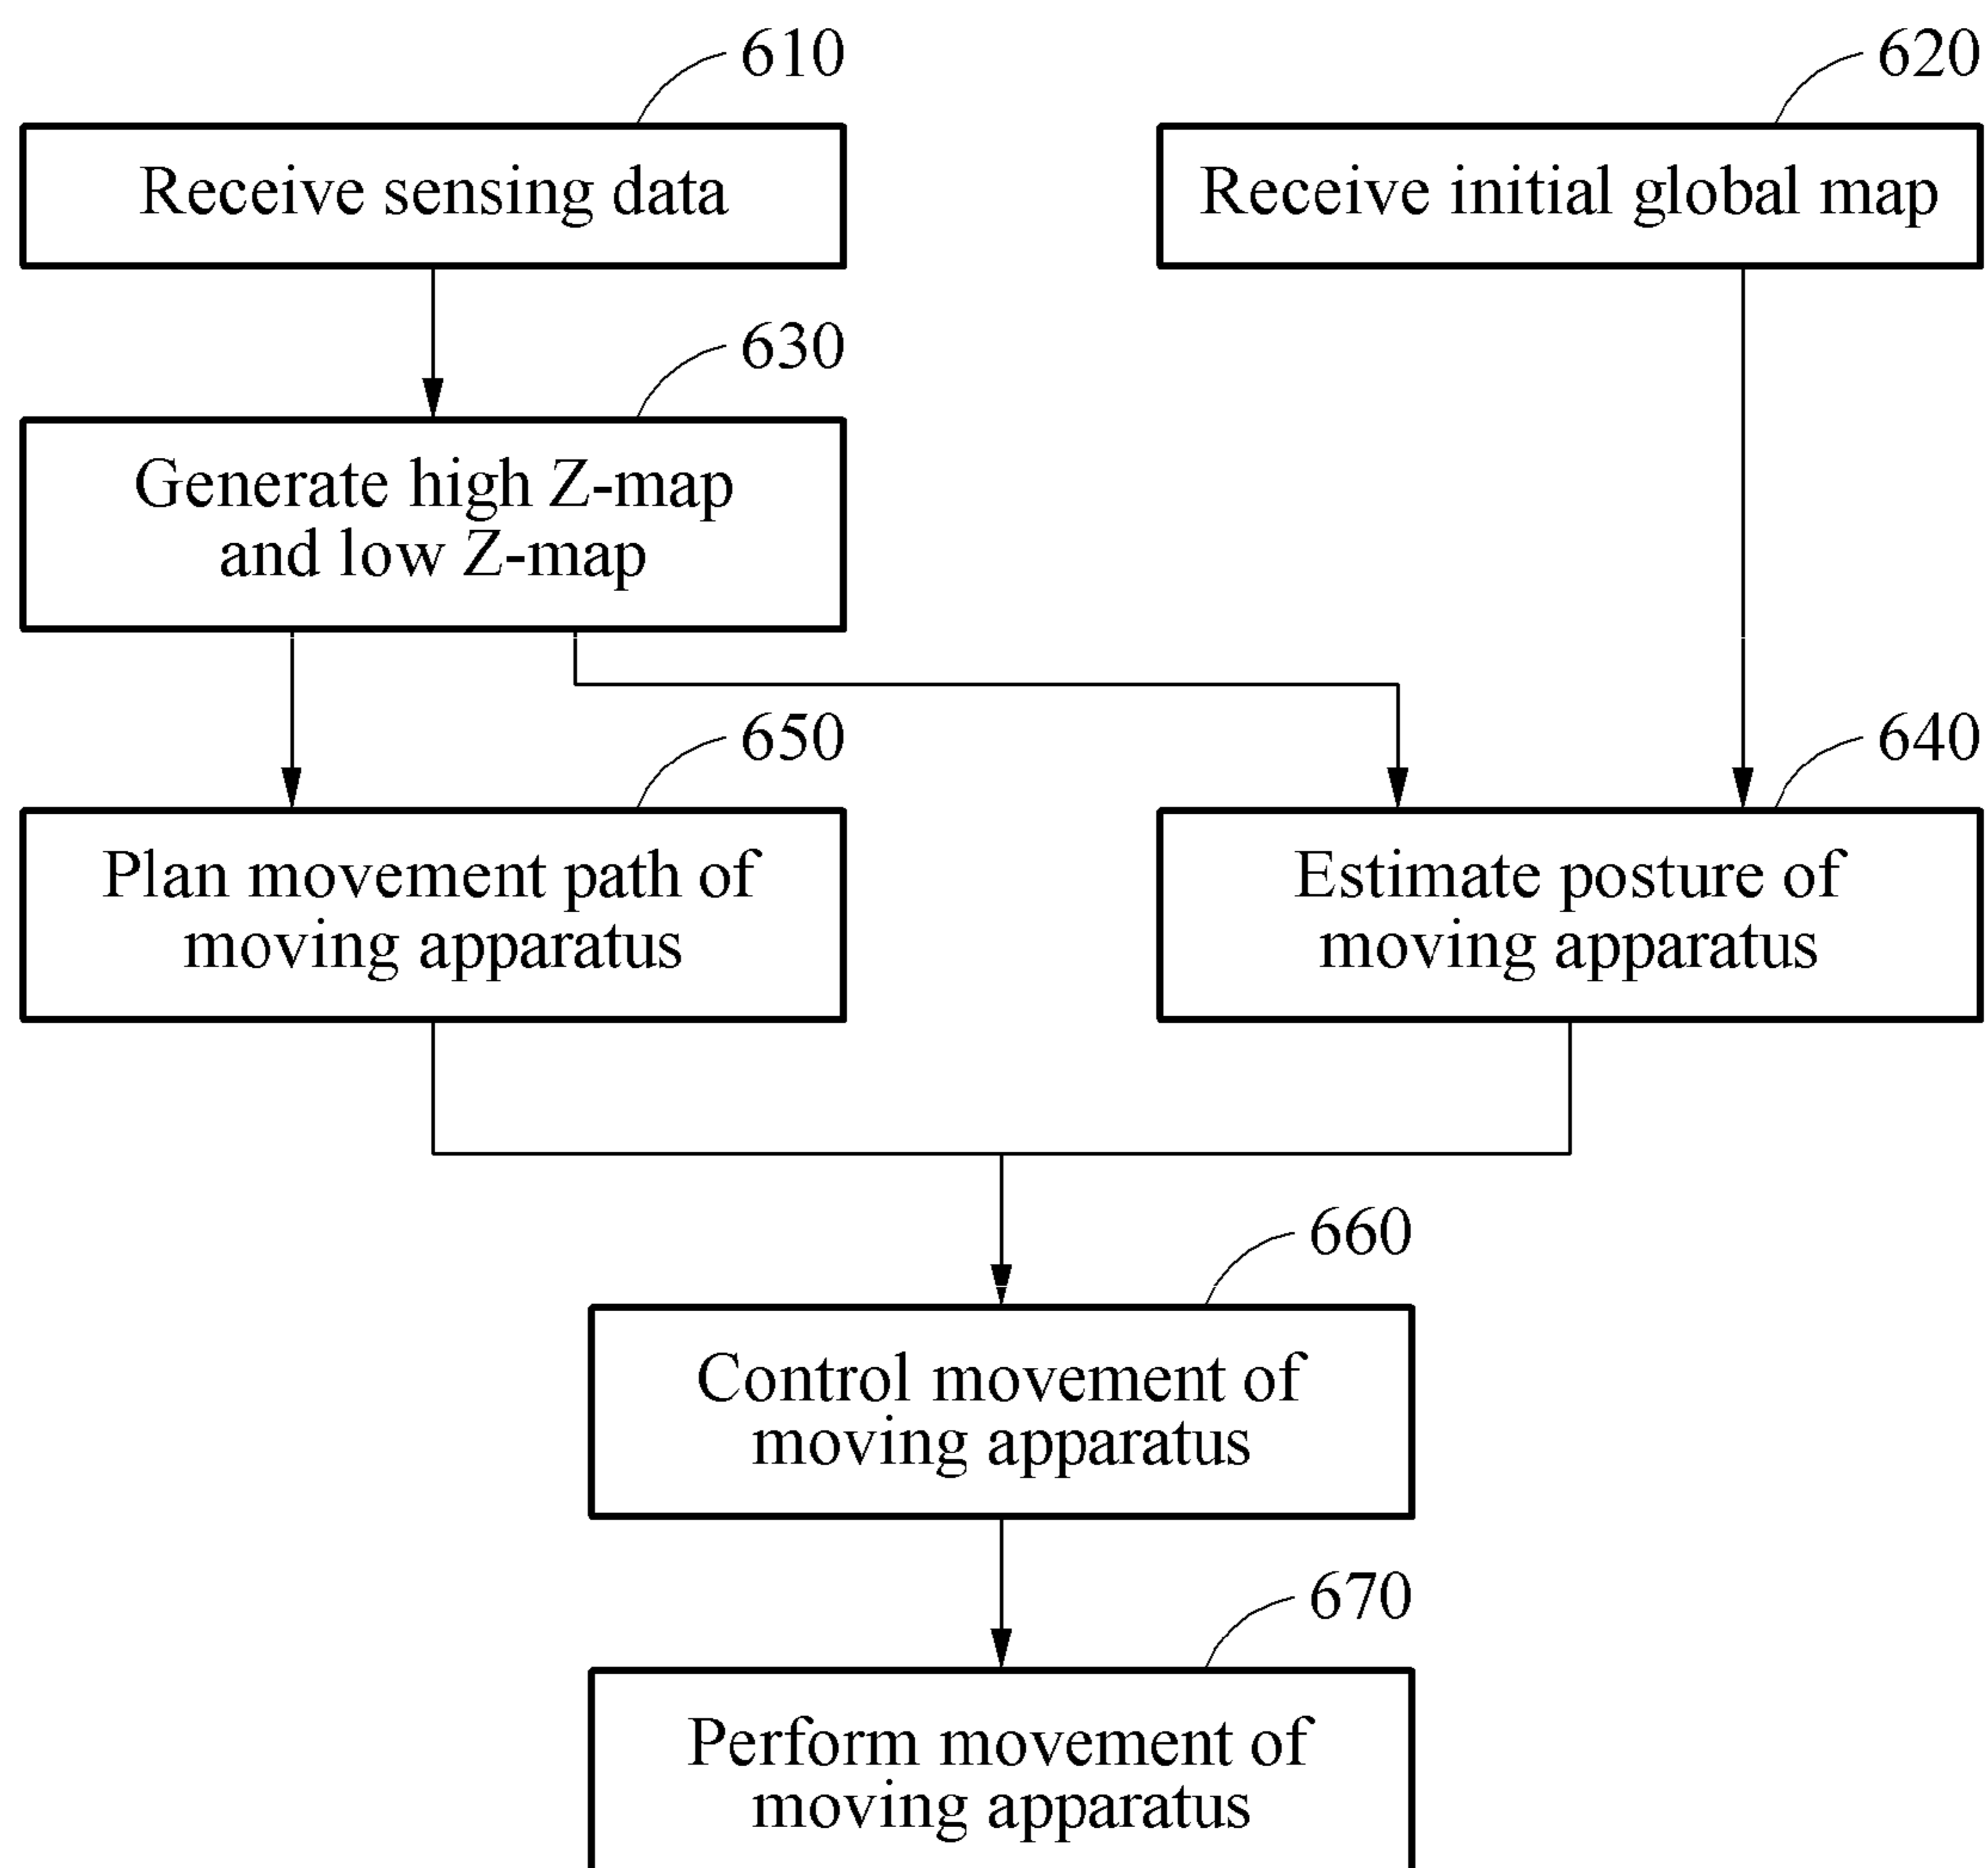 610
620
Receive sensing data
Receive initial global map
630
Generate high Z-map
and low Z-map
650
640
Plan movement path of
moving apparatus
Estimate posture of
moving apparatus
660
Control movement of
moving apparatus
670
Perform movement of
moving apparatus